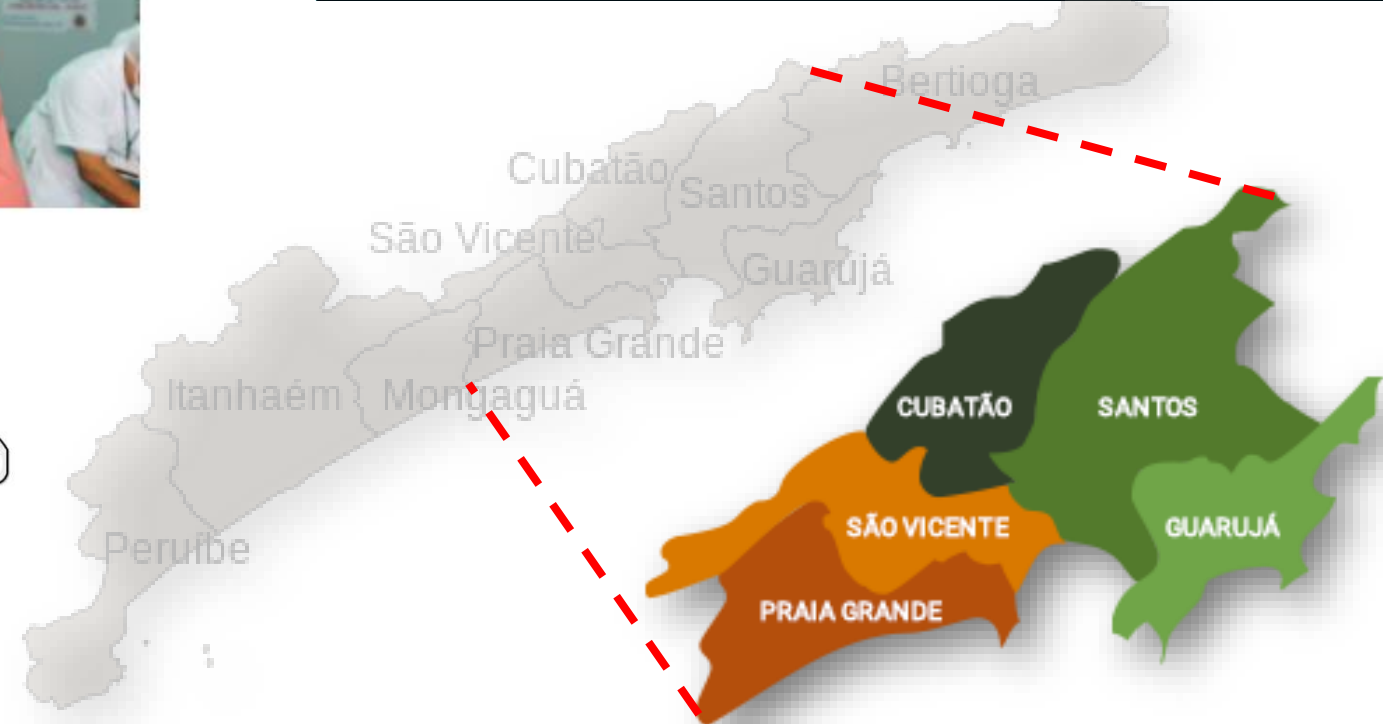 Bertioga
Cubatão
Santos
São Vicente
Guarujá
Praia Grande
Itanhaém
Mongaguá
Peruíbe
CUBATÃO
SANTOS
SÃO VICENTE
GUARUJÁ
PRAIA GRANDE